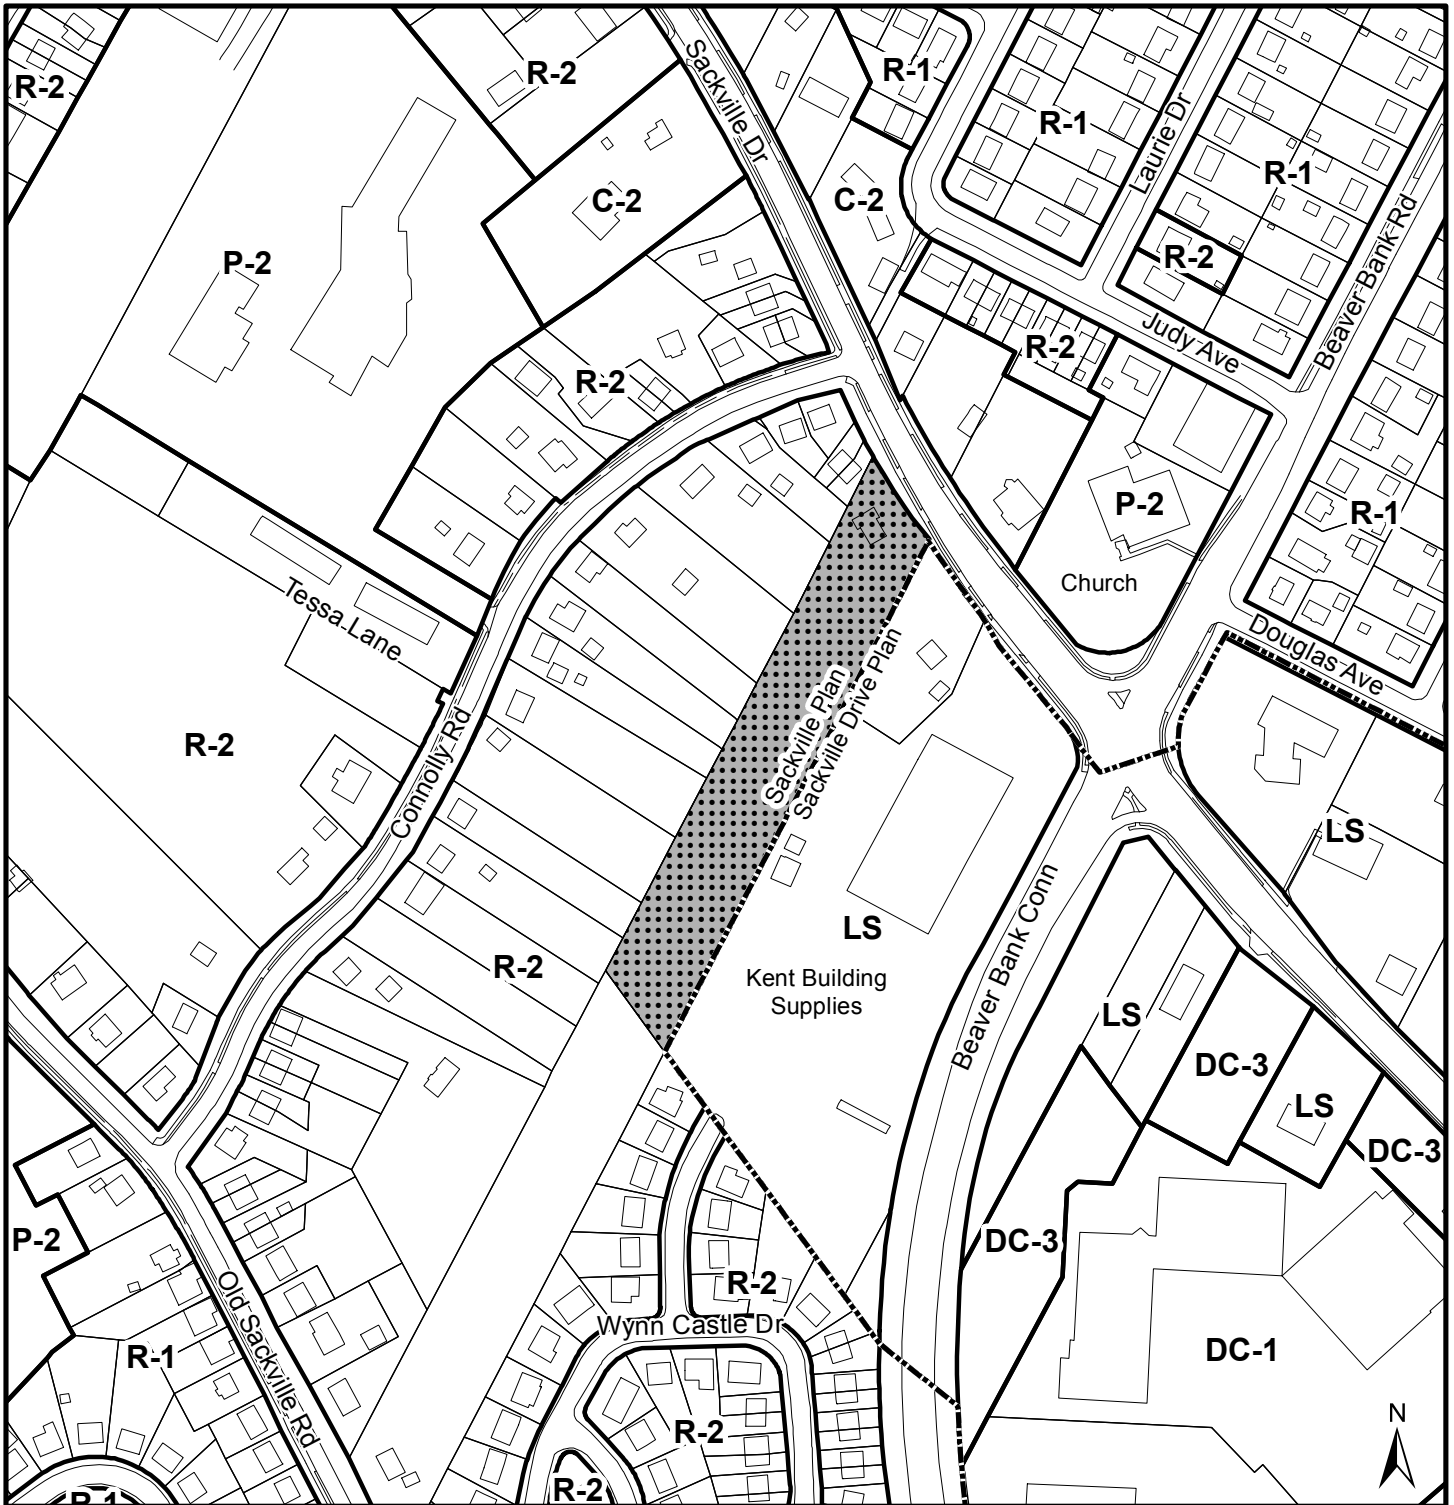 R-2
R-2
Sackville Dr
R-1
R-1
Laurie Dr
R-1
Beaver Bank Rd
C-2
C-2
P-2
R-2
Judy Ave
R-2
R-2
P-2
R-1
Church
Tessa Lane
Douglas Ave
Sackville Plan
Sackville Drive Plan
R-2
Connolly Rd
LS
LS
Beaver Bank Conn
R-2
Kent Building
Supplies
LS
DC-3
LS
DC-3
P-2
DC-3
R-2
Old Sackville Rd
Wynn Castle Dr
R-1
DC-1
R-2
N
R-2
R-1